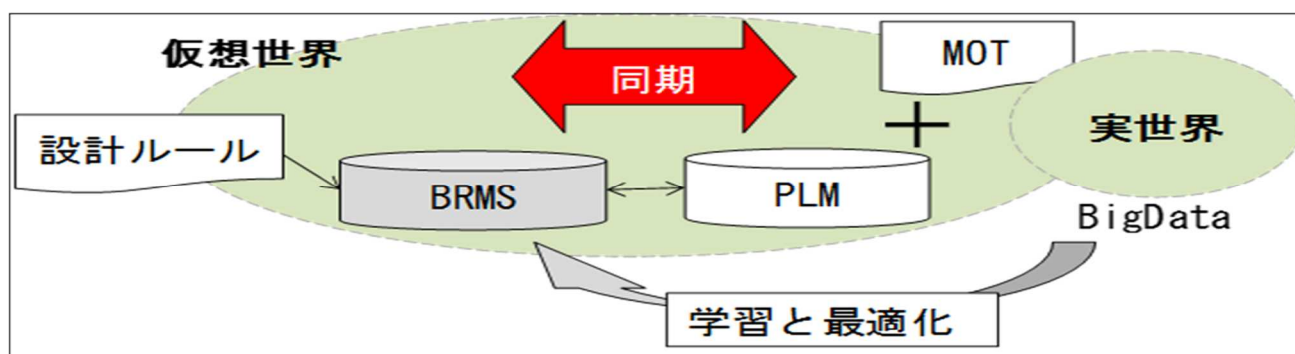 仮想世界
同期
MOT
+
実世界
設計ルール
BRMS
PLM
BigData
学習と最適化